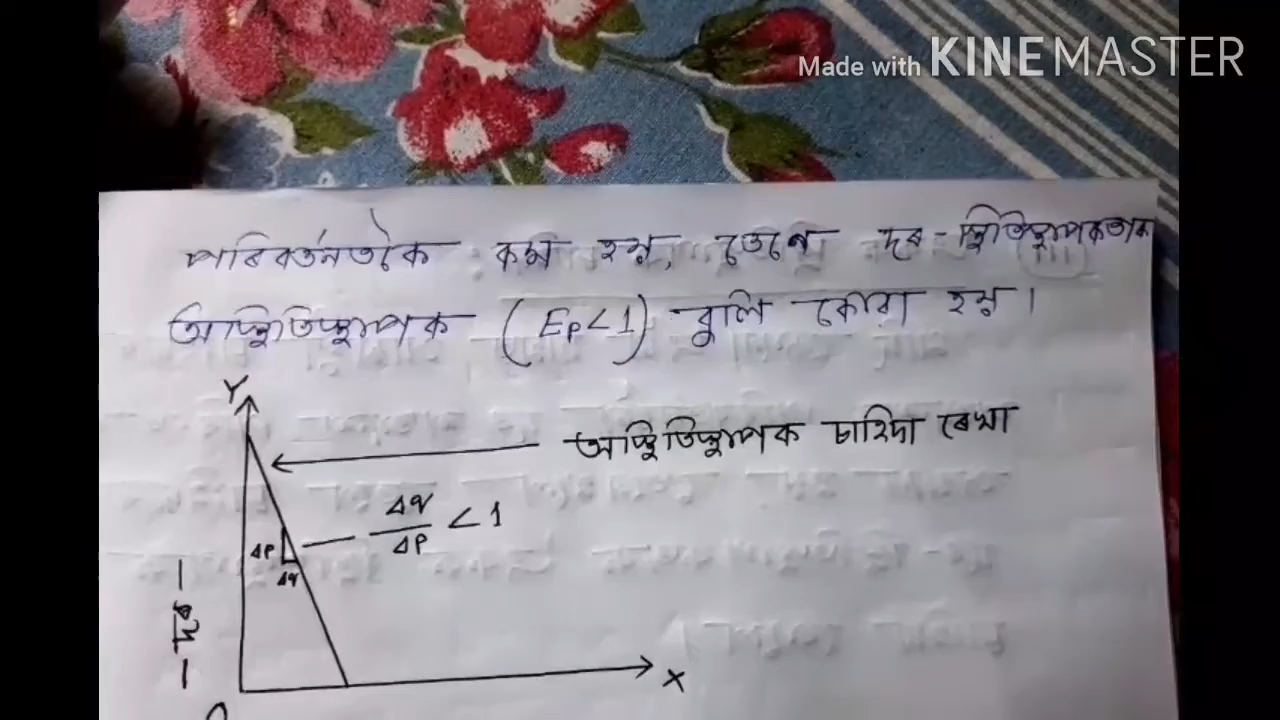 Made with KINEMASTER
পৰিবৰ্তনতকৈ কম হয়, তেনে দৰ-স্থিতিস্থাপকতাক
অস্থিতিস্থাপক (Ep<1) বুলি কোৱা হয়।
Y
অস্থিতিস্থাপক চাহিদা ৰেখা
Δq/ΔP < 1
ΔP
Δq
- দৰ -
X
O